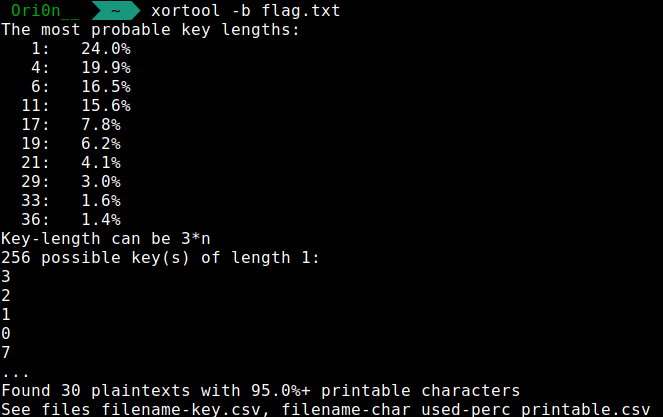 Ori0n__ ~ xortool -b flag.txt
The most probable key lengths:
1: 24.0%
4: 19.9%
6: 16.5%
11: 15.6%
17: 7.8%
19: 6.2%
21: 4.1%
29: 3.0%
33: 1.6%
36: 1.4%
Key-length can be 3*n
256 possible key(s) of length 1:
3
2
1
0
7
...
Found 30 plaintexts with 95.0%+ printable characters
See files filename-key.csv, filename-char_used-perc_printable.csv